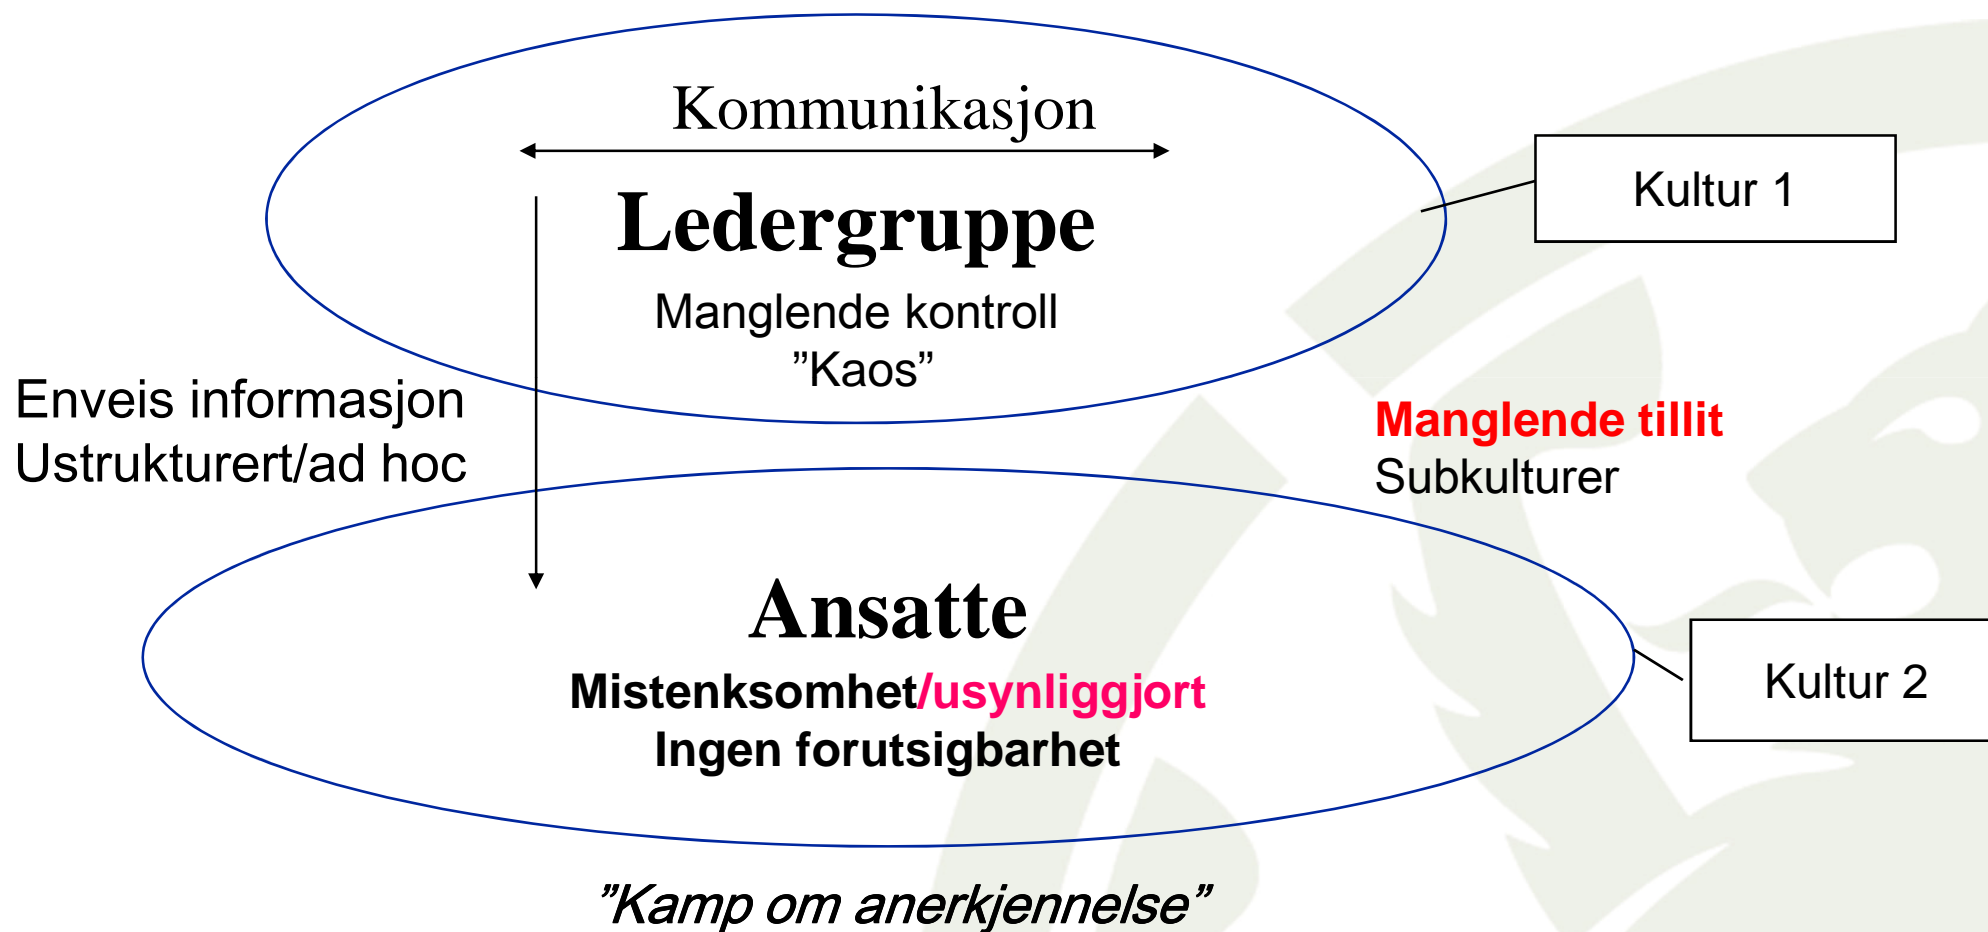 Kommunikasjon
Ledergruppe
Manglende kontroll
”Kaos”
Kultur 1
Enveis informasjon
Ustrukturert/ad hoc
Manglende tillit
Subkulturer
Ansatte
Mistenksomhet/usynliggjort
Ingen forutsigbarhet
Kultur 2
”Kamp om anerkjennelse”